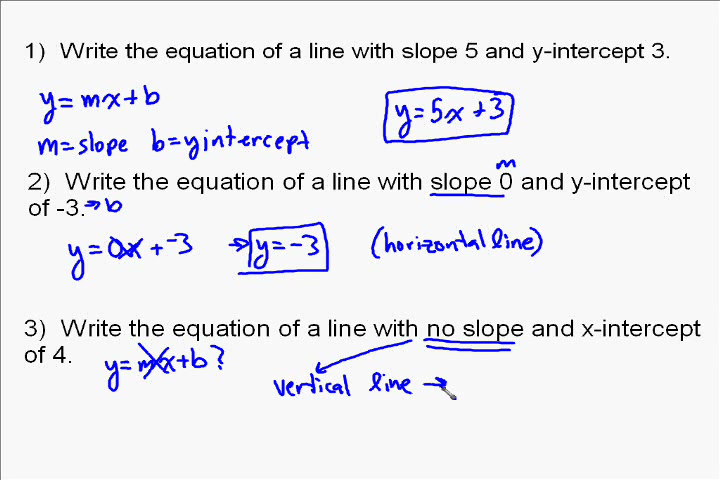 1) Write the equation of a line with slope 5 and y-intercept 3.
y = mx + b
y = 5x + 3
m = slope b = y intercept
m
2) Write the equation of a line with slope 0 and y-intercept
of -3. → b
y = 0x + -3 → y = -3 (horizontal line)
3) Write the equation of a line with no slope and x-intercept
of 4. y = mx + b ?
vertical line →